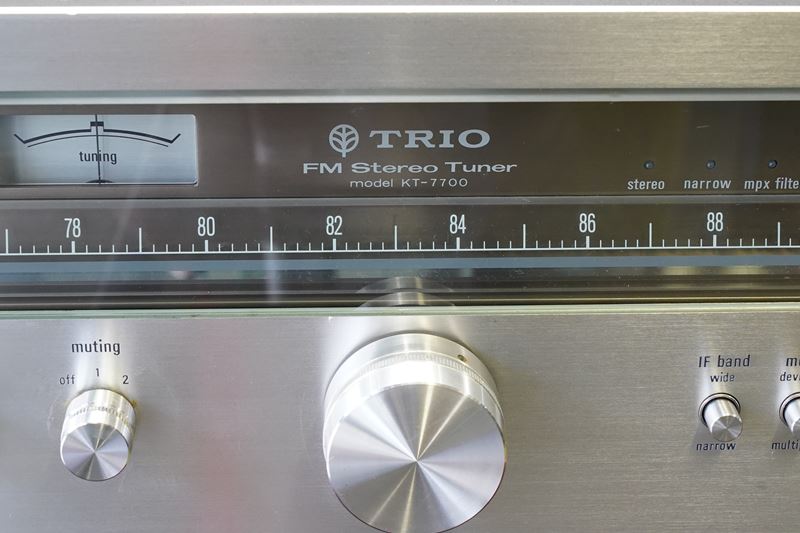 tuning
TRIO
FM Stereo Tuner
model KT-7700
stereo narrow mpx
78 80 82 84 86 88
muting
off 1 2
IF band
wide
narrow